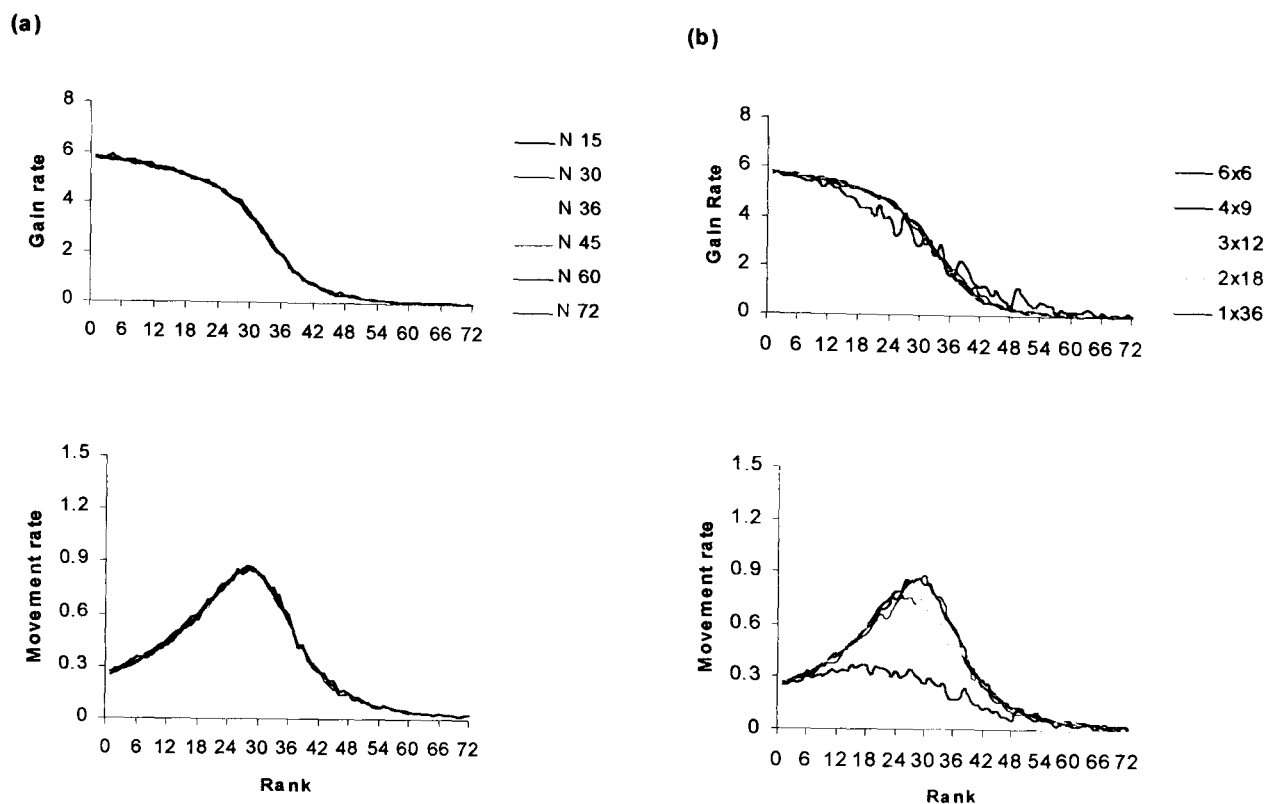 (a)
8
6
4
2
0
Gain rate
0 6 12 18 24 30 36 42 48 54 60 66 72
N 15
N 30
N 36
N 45
N 60
N 72
1.5
1.2
0.9
0.6
0.3
0
Movement rate
0 6 12 18 24 30 36 42 48 54 60 66 72
Rank
(b)
8
6
4
2
0
Gain Rate
0 6 12 18 24 30 36 42 48 54 60 66 72
6x6
4x9
3x12
2x18
1x36
1.5
1.2
0.9
0.6
0.3
0
Movement rate
0 6 12 18 24 30 36 42 48 54 60 66 72
Rank